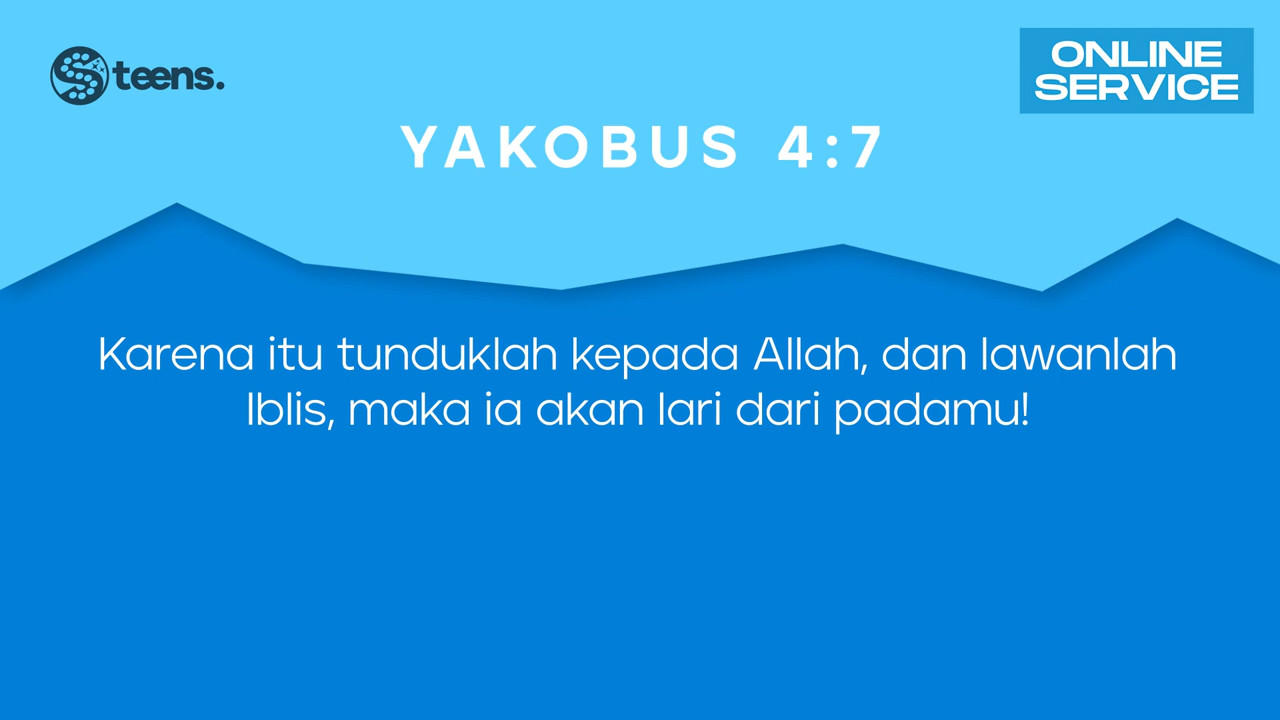 teens.
ONLINE
SERVICE
YAKOBUS 4:7
Karena itu tunduklah kepada Allah, dan lawanlah
Iblis, maka ia akan lari dari padamu!